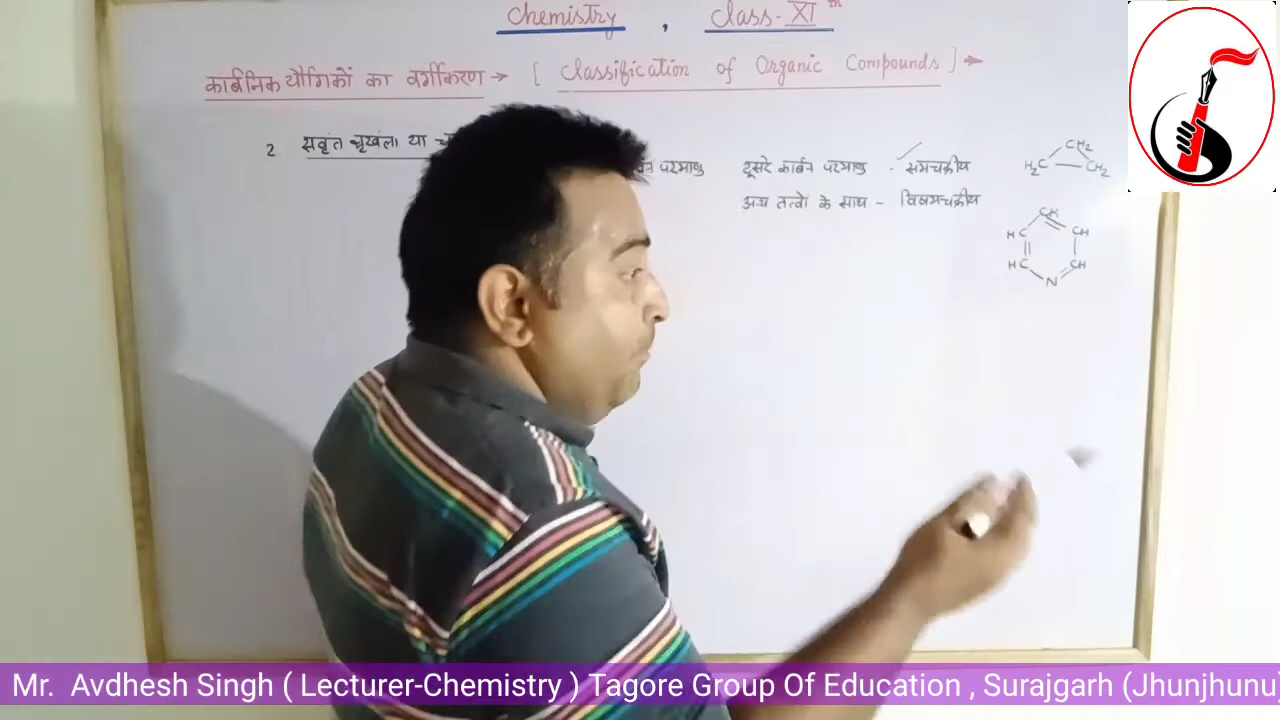 Chemistry , Class-XI th
कार्बनिक यौगिकों का वर्गीकरण → [ Classification of Organic Compounds ] →
2. सवृंत श्रृखंला या
परमाणु दूसरे कार्बन परमाणु - समचक्रीय
अन्य तत्वो के साथ - विषमचक्रीय
CH2
H2C CH2
CH
HC CH
HC CH
N
Mr. Avdhesh Singh ( Lecturer-Chemistry ) Tagore Group Of Education , Surajgarh (Jhunjhunu)